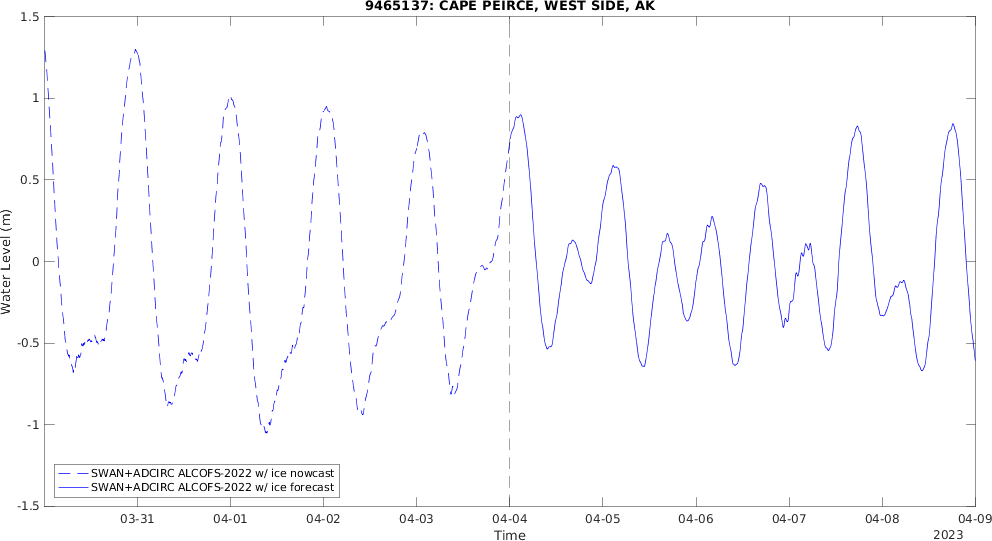 9465137: CAPE PEIRCE, WEST SIDE, AK
1.5
1
0.5
0
-0.5
-1
-1.5
Water Level (m)
SWAN+ADCIRC ALCOFS-2022 w/ ice nowcast
SWAN+ADCIRC ALCOFS-2022 w/ ice forecast
03-31 04-01 04-02 04-03 04-04 04-05 04-06 04-07 04-08 04-09
Time
2023